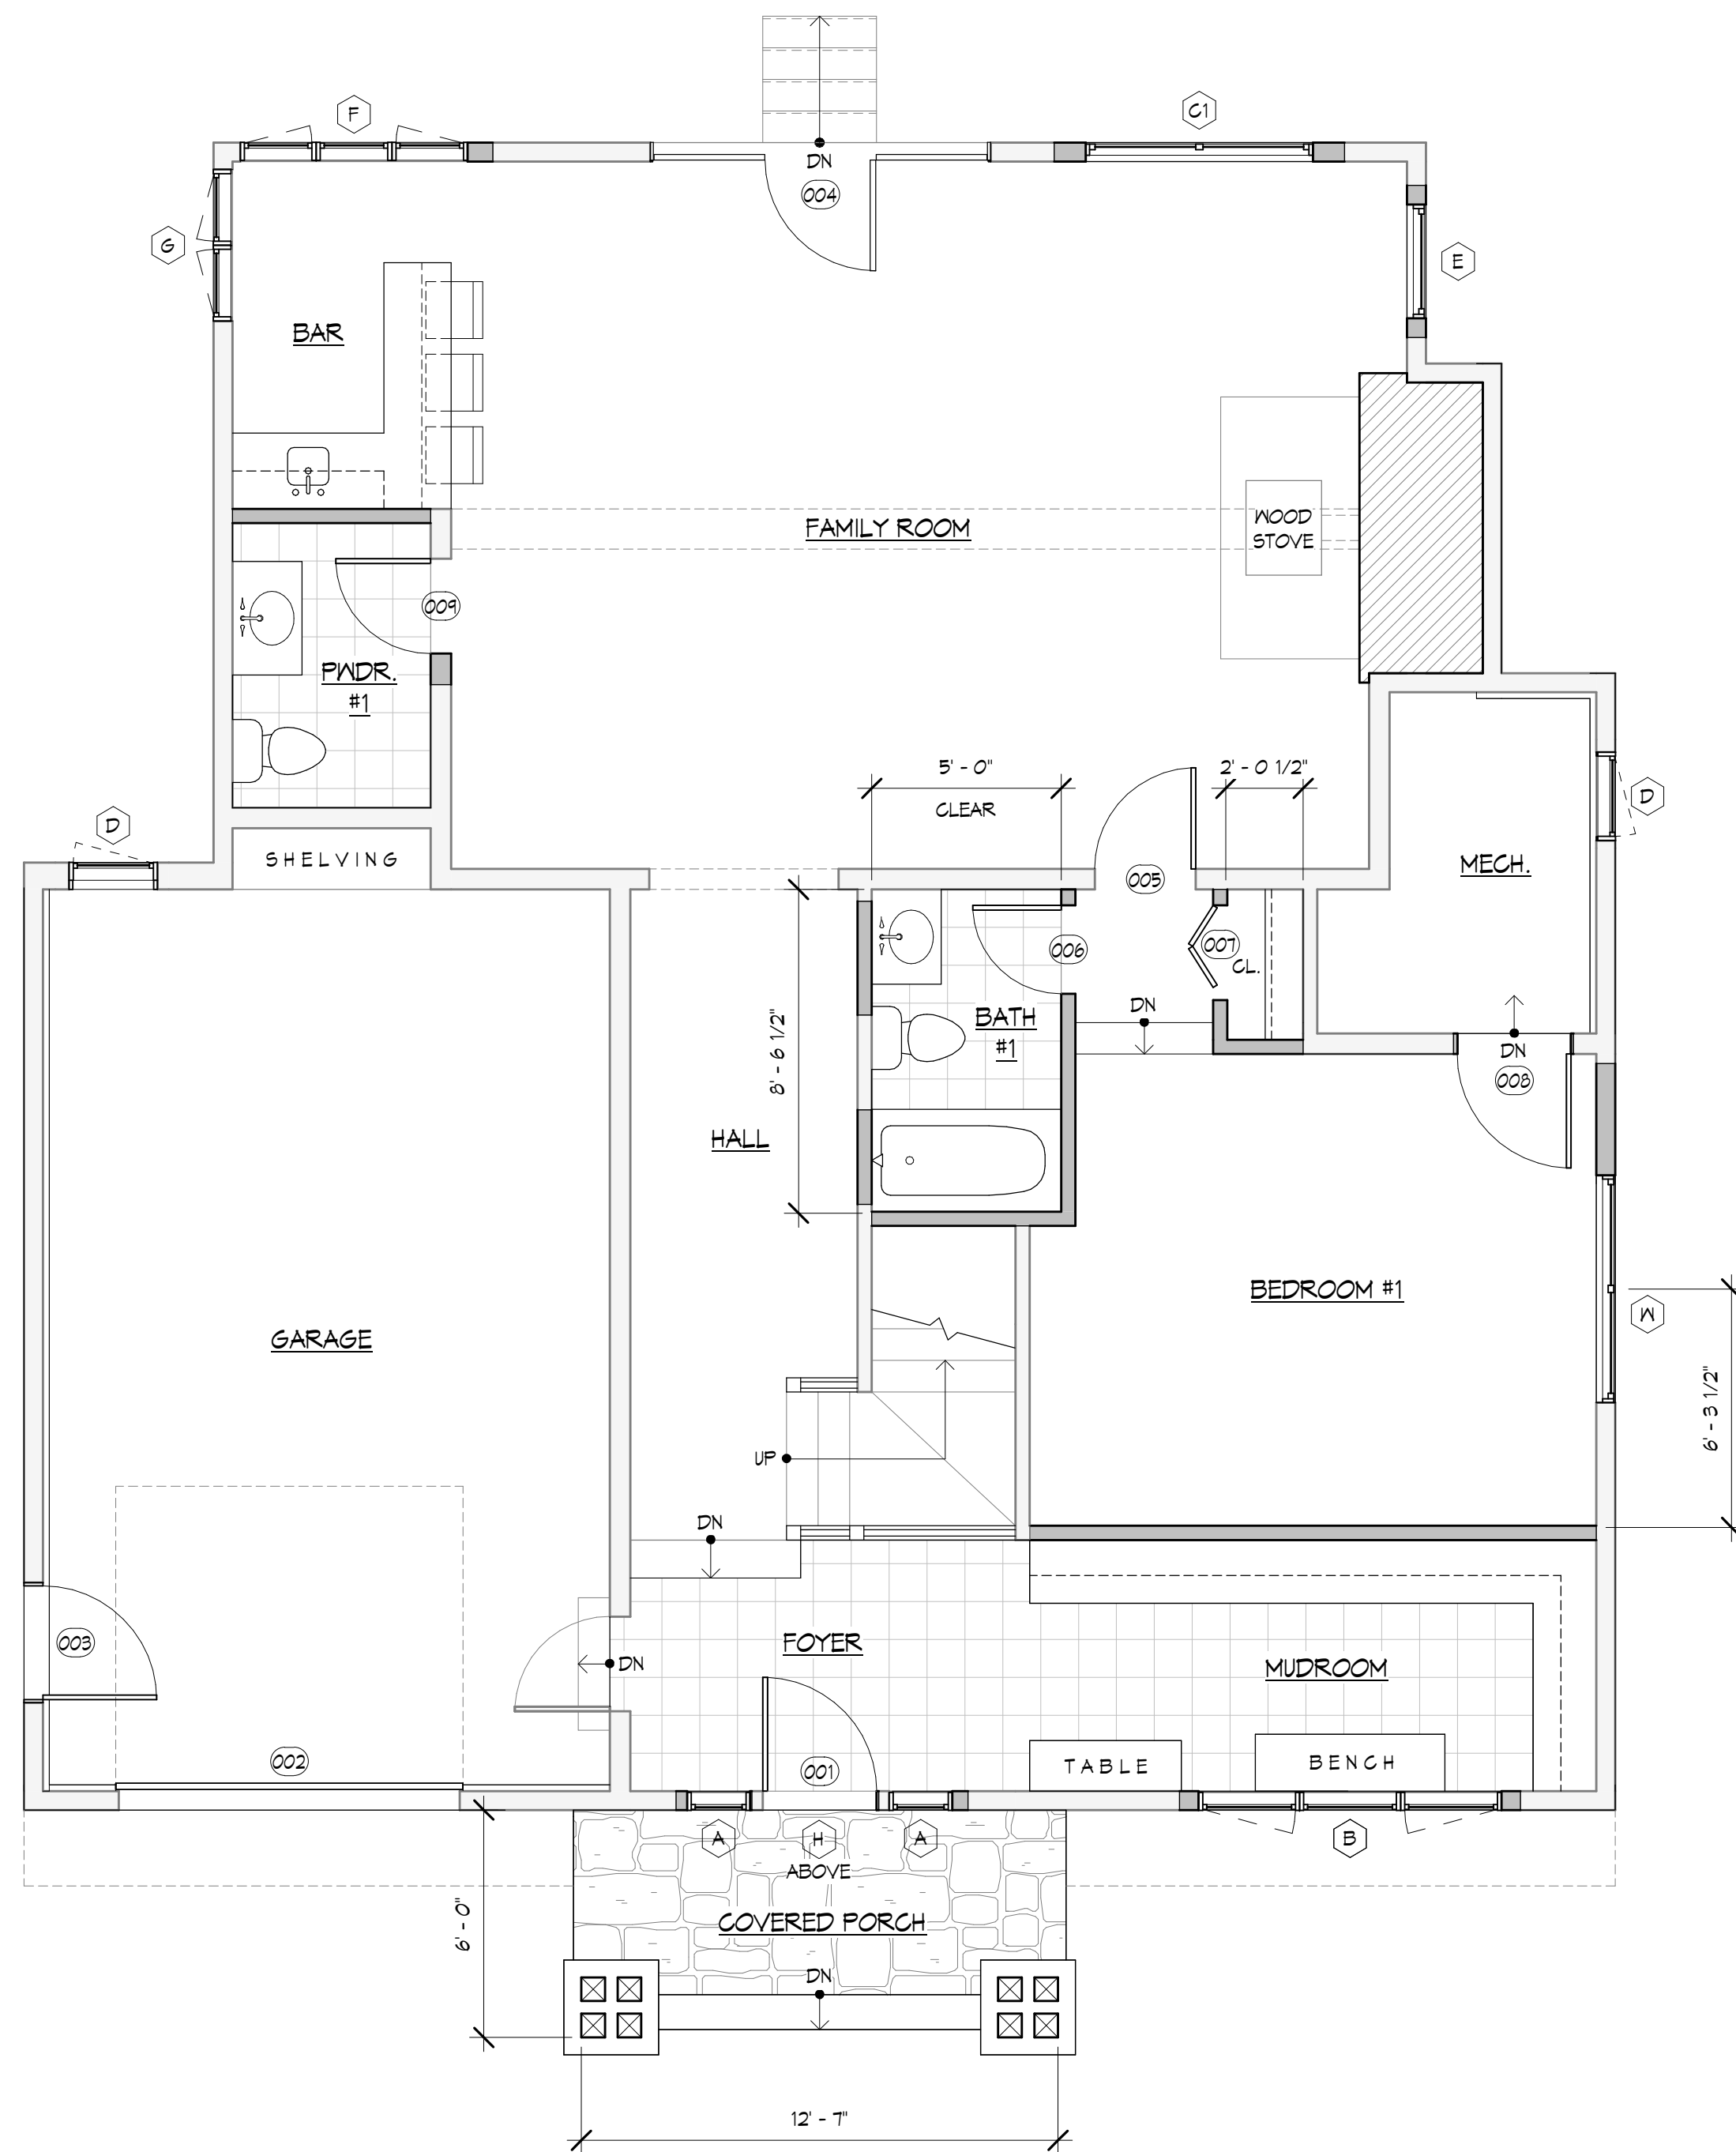 F
C1
DN
004
G
E
BAR
WOOD
STOVE
FAMILY ROOM
009
PWDR.
#1
5' - 0"
CLEAR
2' - 0 1/2"
D
D
SHELVING
MECH.
005
006
007
CL.
DN
BATH
#1
8' - 6 1/2"
DN
008
HALL
BEDROOM #1
W
GARAGE
6' - 3 1/2"
UP
DN
003
FOYER
DN
MUDROOM
002
001
TABLE
BENCH
A
H
A
B
ABOVE
COVERED PORCH
6' - 0"
DN
12' - 7"